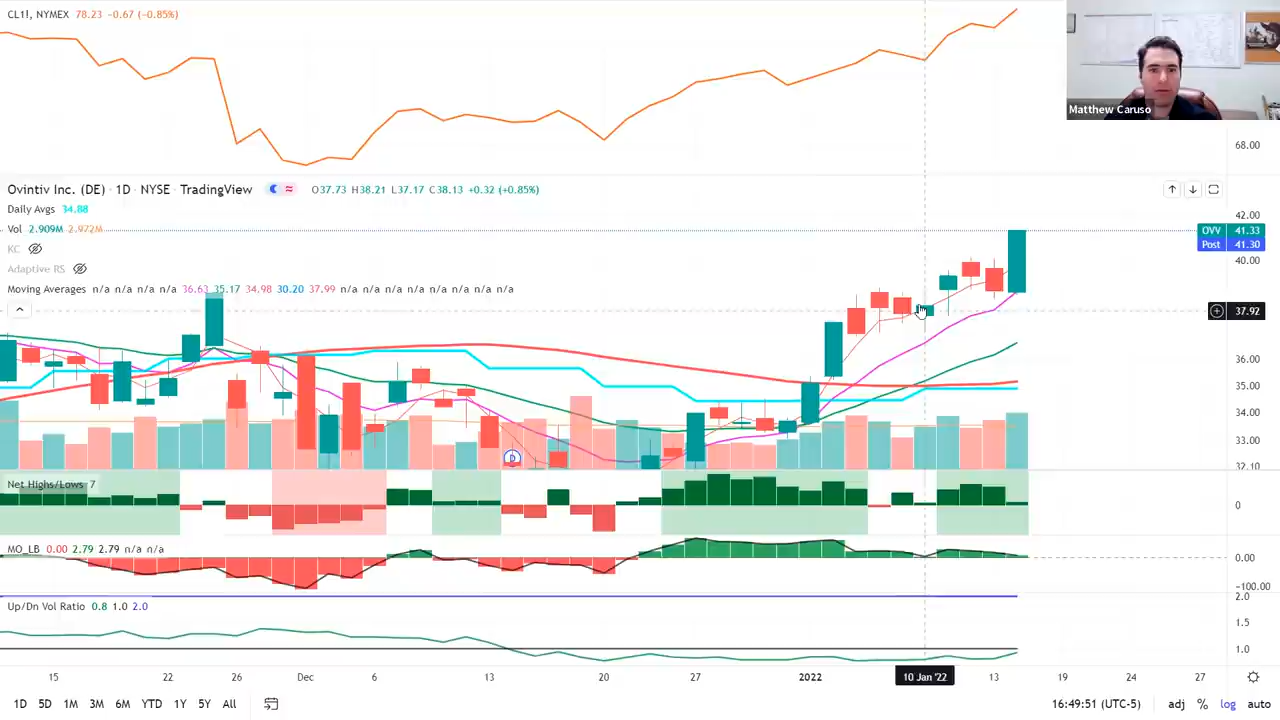 CL1!, NYMEX 78.23 −0.67 (−0.85%)
Matthew Caruso
68.00
Ovintiv Inc. (DE) · 1D · NYSE · TradingView O37.73 H38.21 L37.17 C38.13 +0.32 (+0.85%)
Daily Avgs 34.88
42.00
Vol 2.909M 2.972M
OVV 41.33
Post 41.30
KC
40.00
Adaptive RS
Moving Averages n/a n/a n/a n/a 36.63 35.17 34.98 30.20 37.99 n/a n/a n/a n/a n/a n/a n/a n/a
37.92
36.00
35.00
34.00
33.00
D
32.10
Net Highs/Lows 7
0
MO_LB 0.00 2.79 2.79 n/a n/a
0.00
−100.00
2.0
Up/Dn Vol Ratio 0.8 1.0 2.0
1.5
1.0
15 22 26 Dec 6 13 20 27 2022 10 Jan '22 13 19 24 27
1D 5D 1M 3M 6M YTD 1Y 5Y All 16:49:51 (UTC-5) adj % log auto